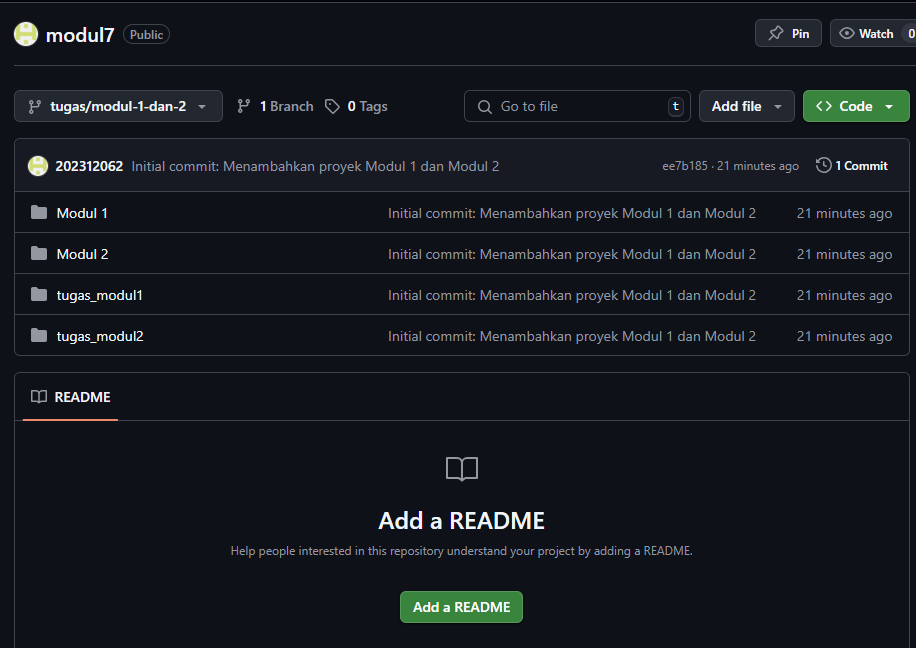 modul7 Public Pin Watch 0
tugas/modul-1-dan-2 1 Branch 0 Tags Go to file t Add file Code
202312062 Initial commit: Menambahkan proyek Modul 1 dan Modul 2 ee7b185 · 21 minutes ago 1 Commit
Modul 1 Initial commit: Menambahkan proyek Modul 1 dan Modul 2 21 minutes ago
Modul 2 Initial commit: Menambahkan proyek Modul 1 dan Modul 2 21 minutes ago
tugas_modul1 Initial commit: Menambahkan proyek Modul 1 dan Modul 2 21 minutes ago
tugas_modul2 Initial commit: Menambahkan proyek Modul 1 dan Modul 2 21 minutes ago
README
Add a README
Help people interested in this repository understand your project by adding a README.
Add a README